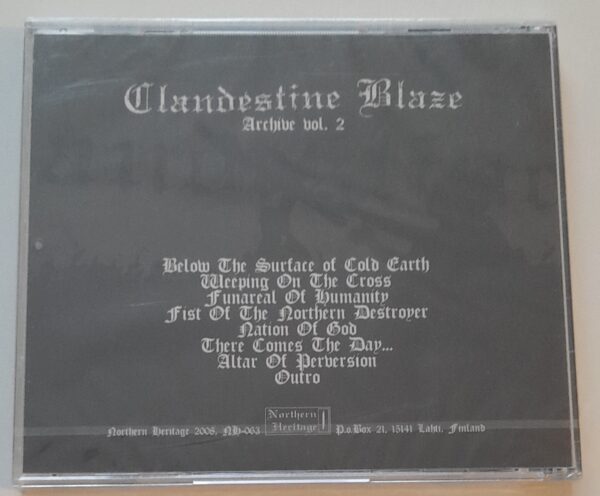 Clandestine Blaze
Archive vol. 2
Below The Surface of Cold Earth
Weeping On The Cross
Funareal Of Humanity
Fist Of The Northern Destroyer
Nation Of God
There Comes The Day...
Altar Of Perversion
Outro
Northern Heritage 2008, NH-063
Northern
Heritage
P.o.Box 21, 15141 Lahti, Finland